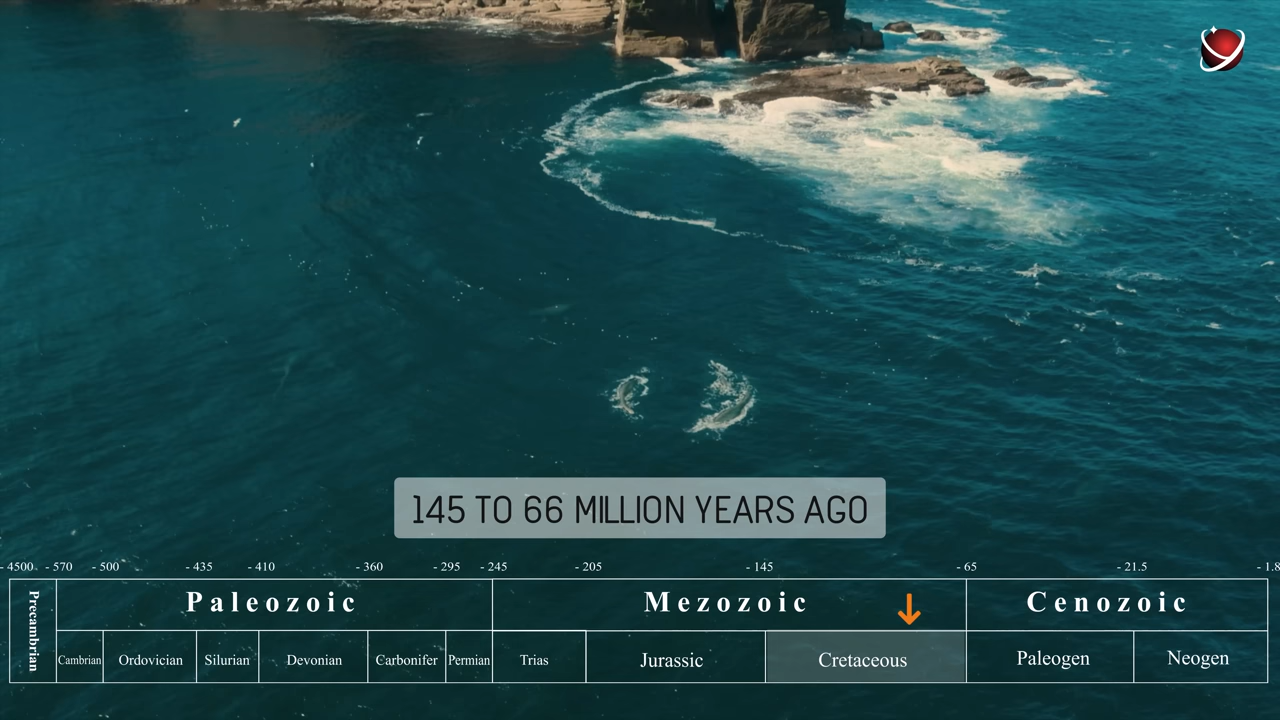 145 TO 66 MILLION YEARS AGO
- 4500 - 570 - 500 - 435 - 410 - 360 - 295 - 245 - 205 - 145 - 65 - 21.5 - 1.8
Precambrian
Paleozoic Mezozoic Cenozoic
Cambrian Ordovician Silurian Devonian Carbonifer Permian Trias Jurassic Cretaceous Paleogen Neogen